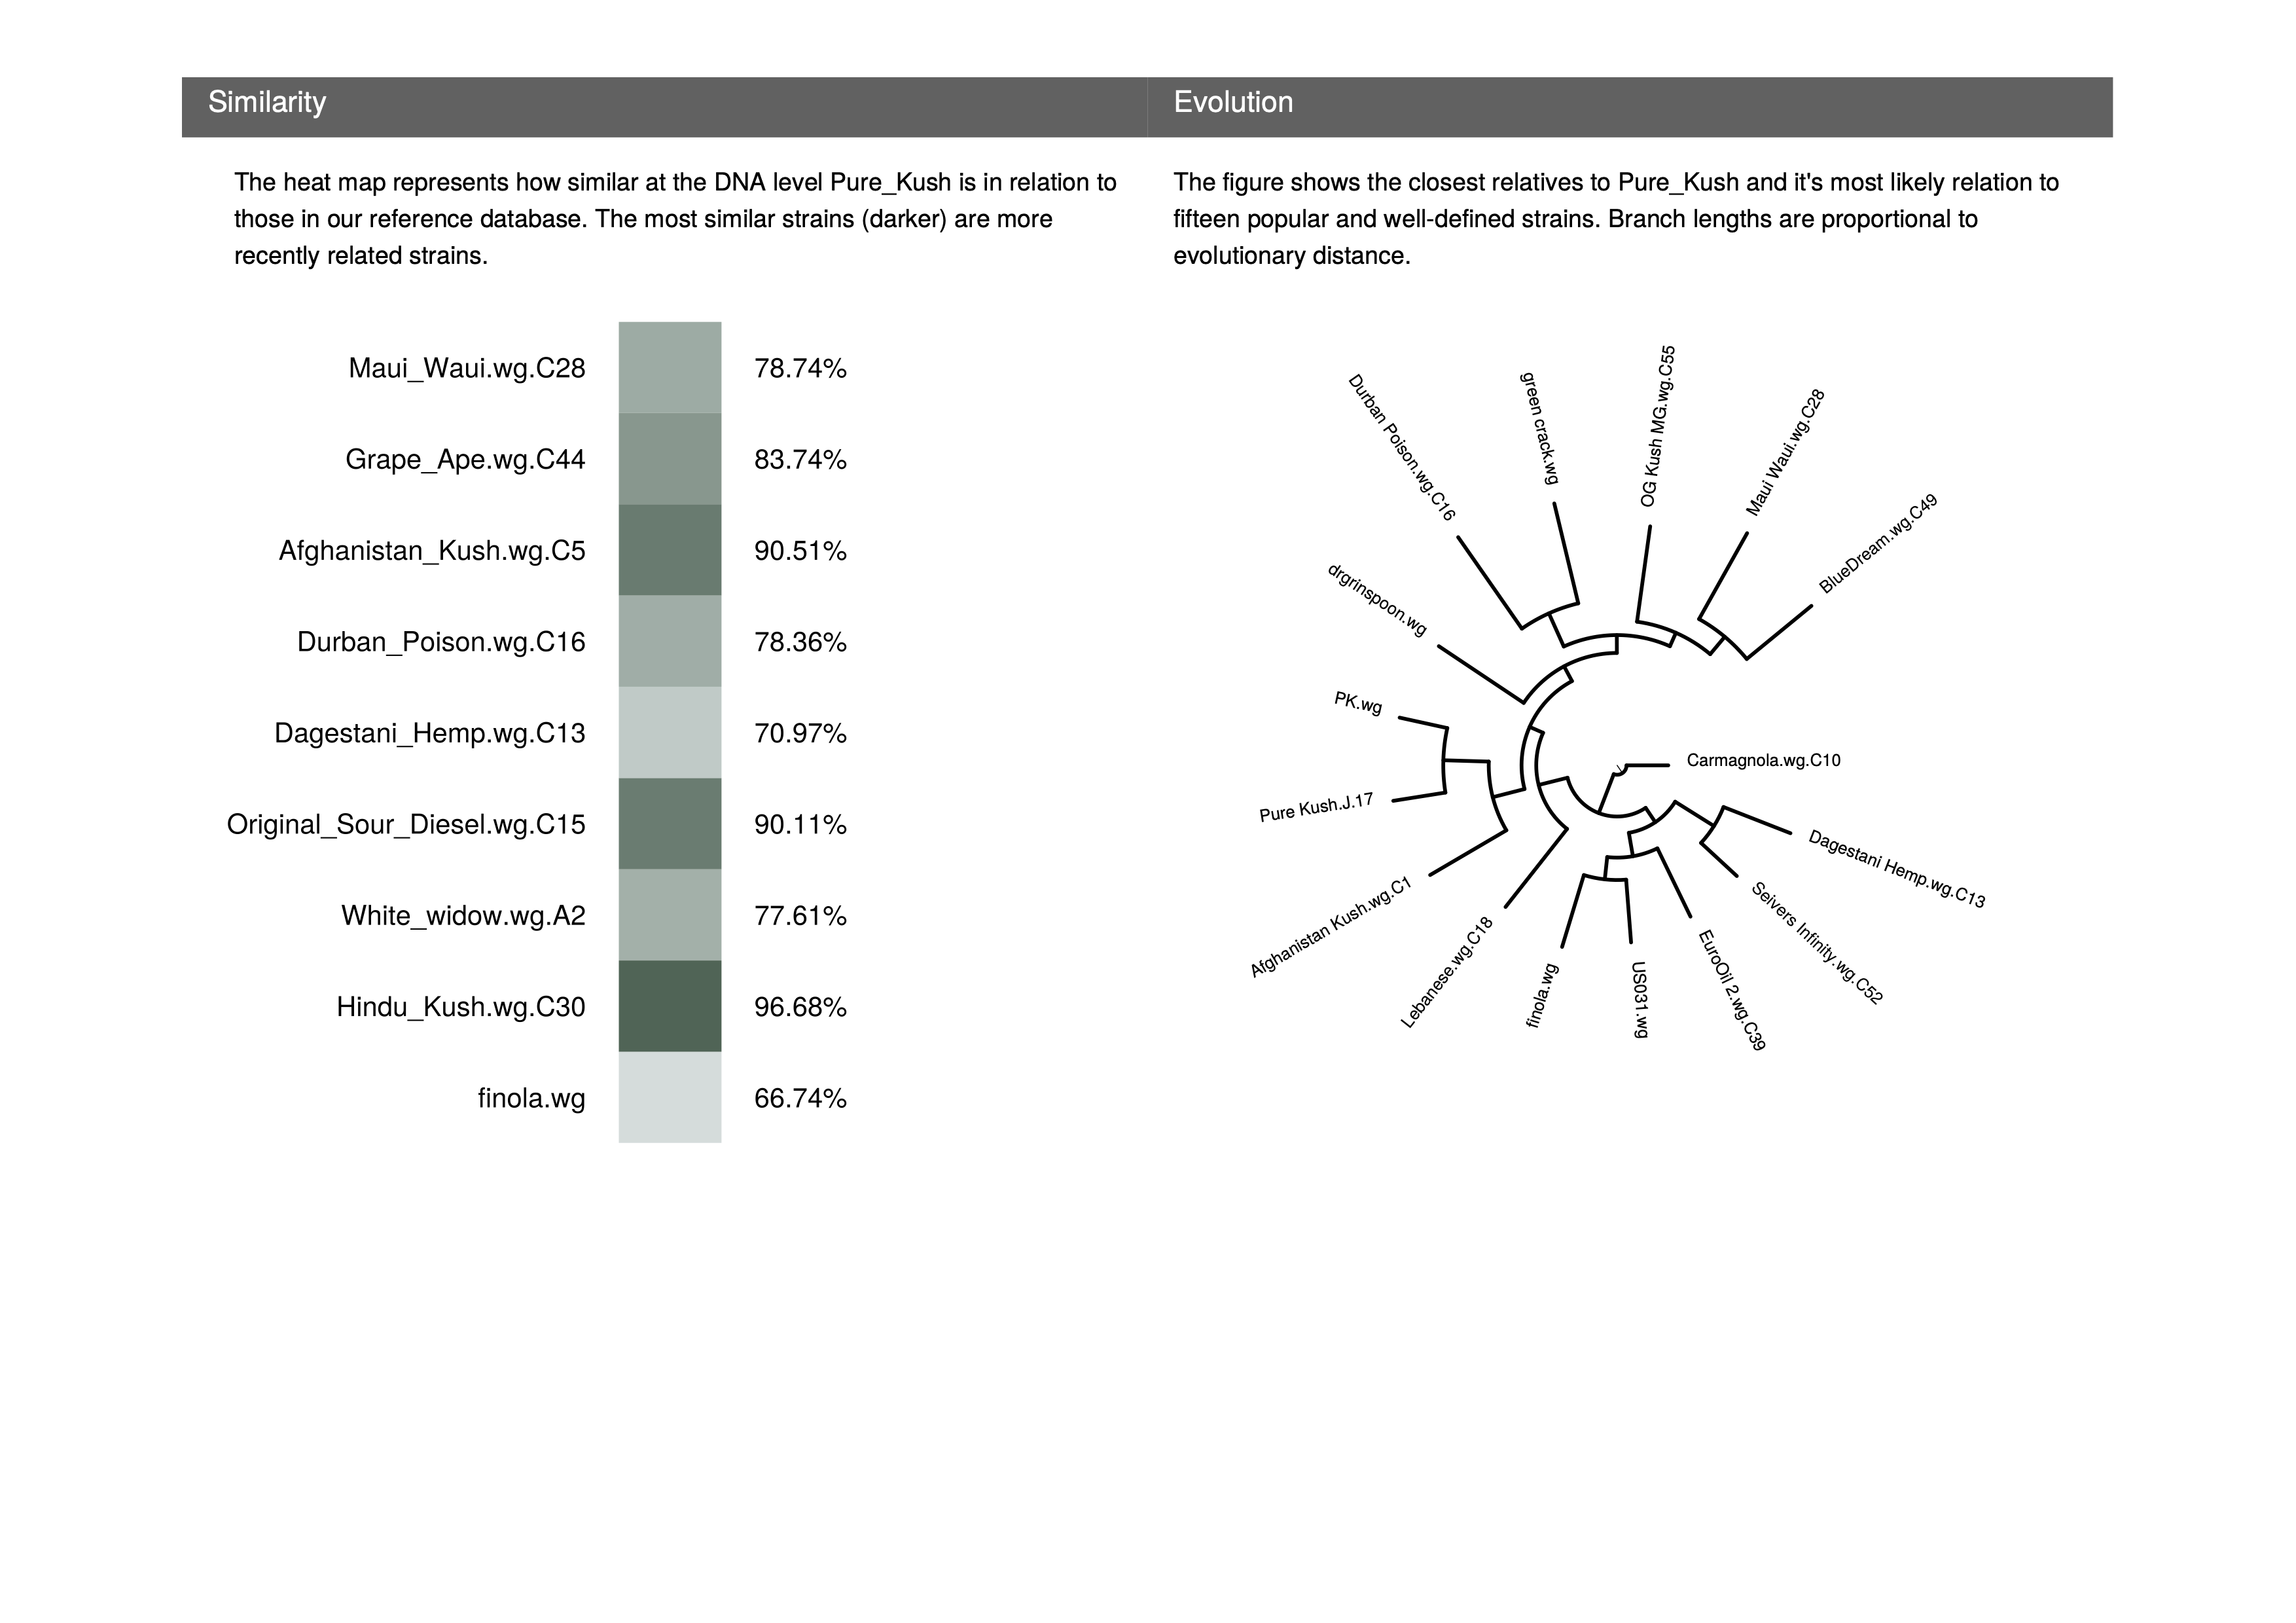 Similarity
The heat map represents how similar at the DNA level Pure_Kush is in relation to
those in our reference database. The most similar strains (darker) are more
recently related strains.
Maui_Waui.wg.C28 78.74%
Grape_Ape.wg.C44 83.74%
Afghanistan_Kush.wg.C5 90.51%
Durban_Poison.wg.C16 78.36%
Dagestani_Hemp.wg.C13 70.97%
Original_Sour_Diesel.wg.C15 90.11%
White_widow.wg.A2 77.61%
Hindu_Kush.wg.C30 96.68%
finola.wg 66.74%
Evolution
The figure shows the closest relatives to Pure_Kush and it's most likely relation to
fifteen popular and well-defined strains. Branch lengths are proportional to
evolutionary distance.
Durban Poison.wg.C16
green crack.wg
OG Kush MG.wg.C55
Maui Waui.wg.C28
BlueDream.wg.C49
drgrinspoon.wg
PK.wg
Carmagnola.wg.C10
Pure Kush.J.17
Dagestani Hemp.wg.C13
Afghanistan Kush.wg.C1
Seivers Infinity.wg.C52
Lebanese.wg.C18
finola.wg
US031.wg
EuroOil 2.wg.C39